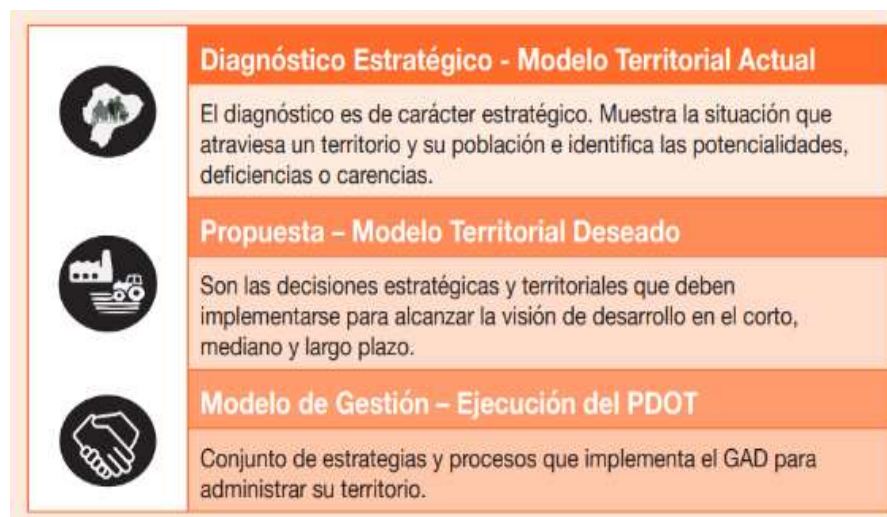 Diagnóstico Estratégico - Modelo Territorial Actual
El diagnóstico es de carácter estratégico. Muestra la situación que
atraviesa un territorio y su población e identifica las potencialidades,
deficiencias o carencias.
Propuesta – Modelo Territorial Deseado
Son las decisiones estratégicas y territoriales que deben
implementarse para alcanzar la visión de desarrollo en el corto,
mediano y largo plazo.
Modelo de Gestión – Ejecución del PDOT
Conjunto de estrategias y procesos que implementa el GAD para
administrar su territorio.